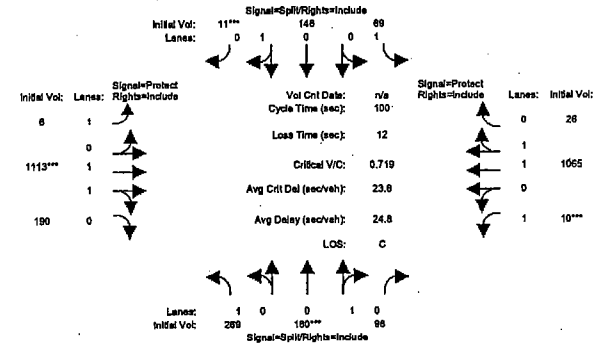 Signal=Split/Rights=Include
Initial Vol: 11*** 146 69
Lanes: 0 1 0 0 1
Signal=Protect
Initial Vol: Lanes: Rights=Include
Vol Cnt Date: n/a
Signal=Protect
Rights=Include Lanes: Initial Vol:
Cycle Time (sec): 100
6 1
0 26
Loss Time (sec): 12
0
1
1113*** 1
Critical V/C: 0.719
1 1065
1
Avg Crit Del (sec/veh): 23.8
0
190 0
Avg Delay (sec/veh): 24.8
1 10***
LOS: C
Lanes: 1 0 0 1 0
Initial Vol: 269 160*** 96
Signal=Split/Rights=Include